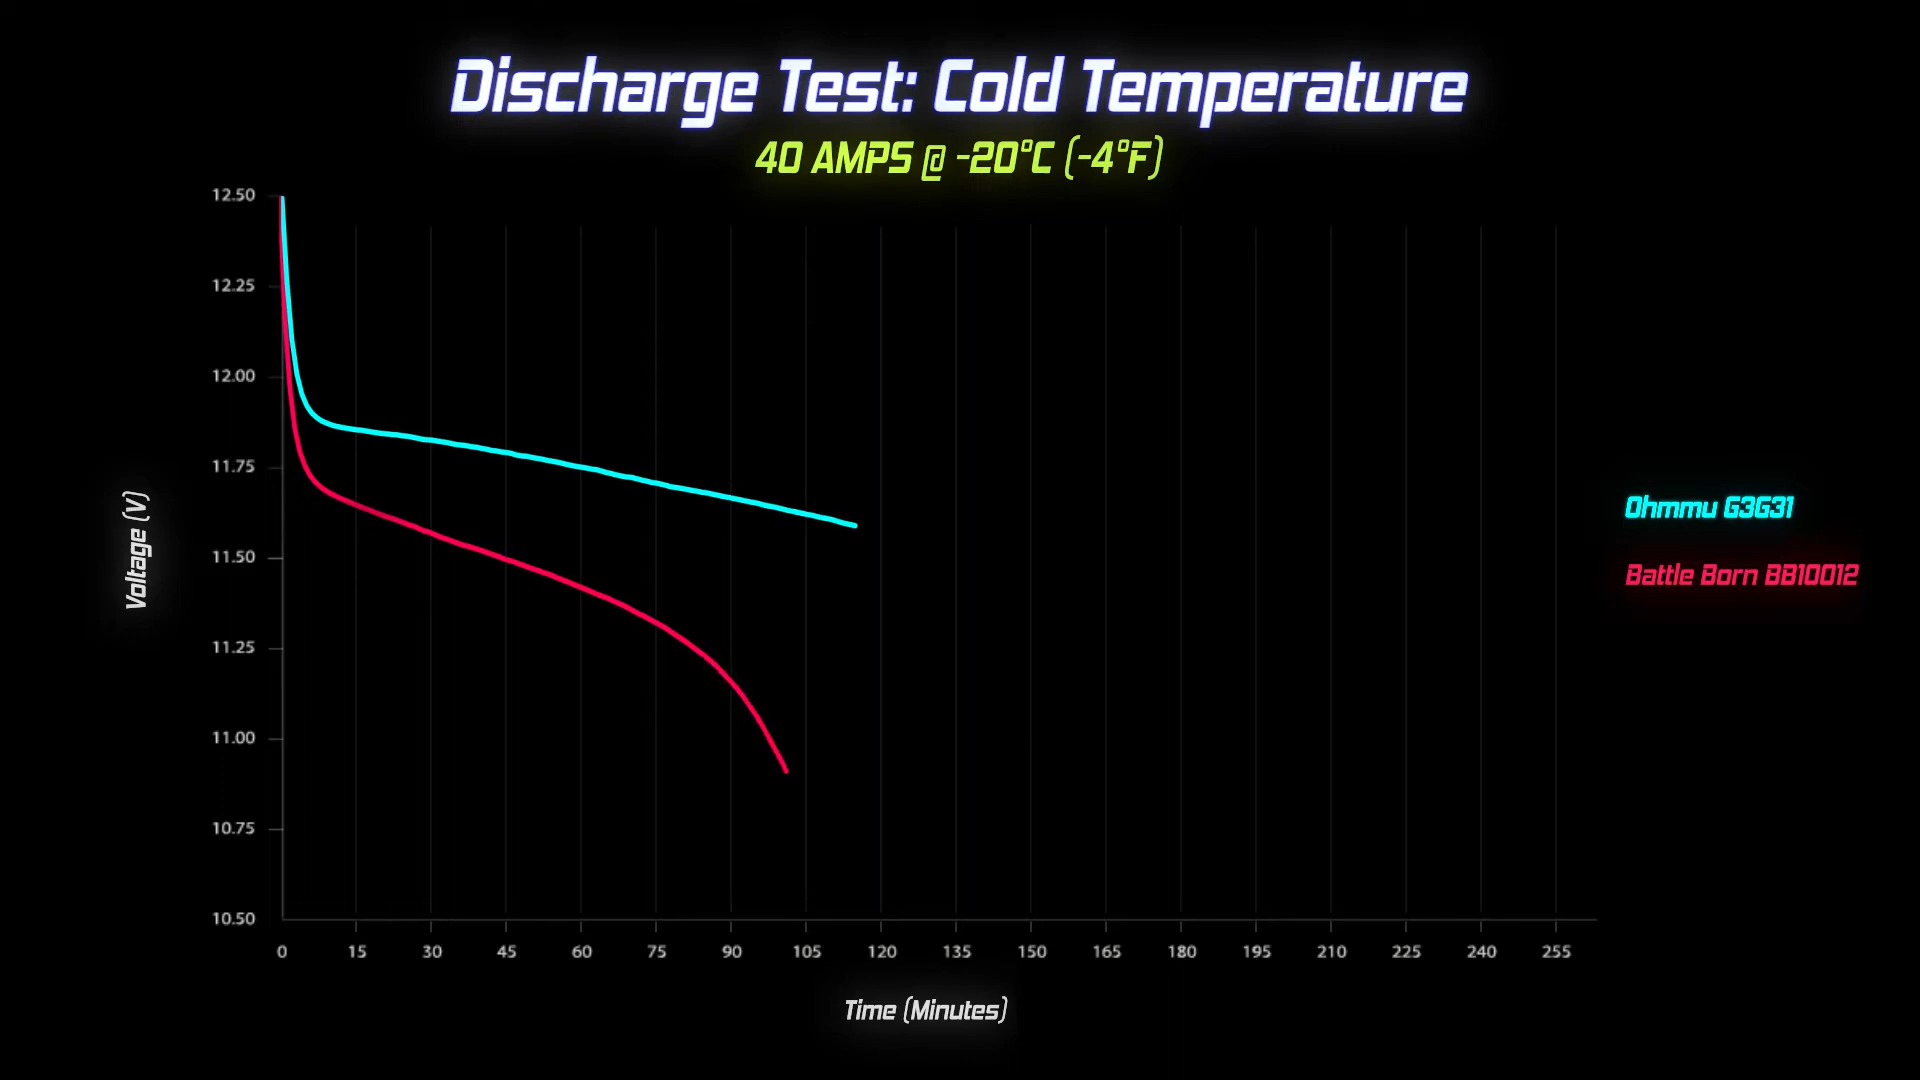 Discharge Test: Cold Temperature
40 AMPS @ -20°C (-4°F)
12.50
12.25
12.00
11.75
11.50
11.25
11.00
10.75
10.50
Voltage (V)
0 15 30 45 60 75 90 105 120 135 150 165 180 195 210 225 240 255
Time (Minutes)
Ohmmu G3G31
Battle Born BB10012